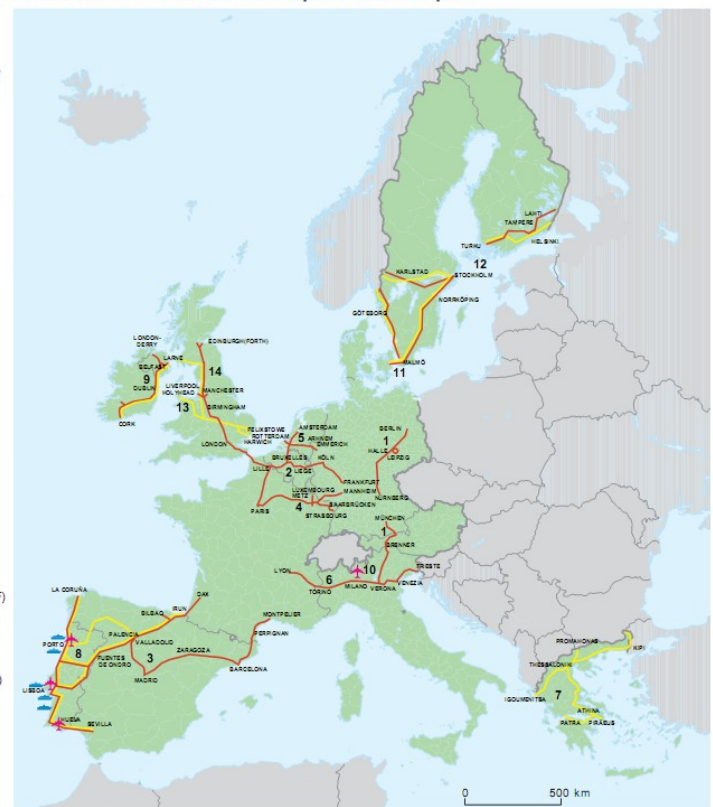 LAHTI
TAMPERE
TURKU
HELSINKI
12
KARLSTAD
STOCKHOLM
NORRKÖPING
GÖTEBORG
MALMÖ
11
LONDON-
DERRY
EDINBURGH(FORTH)
LARNE
BELFAST
9
14
DUBLIN
LIVERPOOL
HOLYHEAD
MANCHESTER
13
BIRMINGHAM
CORK
FELIXSTOWE
ROTTERDAM
HARWICH
LONDON
AMSTERDAM
5
ARNHEM
EMMERICH
BERLIN
1
HALLE
LEIPZIG
BRUXELLES
KÖLN
LILLE
2
LIEGE
FRANKFURT
LUXEMBOURG
MANNHEIM
METZ
NÜRNBERG
4
SAARBRÜCKEN
PARIS
STRASBOURG
MÜNCHEN
1
BRENNER
10
TRIESTE
LYON
6
MILANO
VENEZIA
TORINO
VERONA
LA CORUÑA
DAX
IRUN
BILBAO
MONTPELIER
PORTO
PALENCIA
PERPIGNAN
8
VALLADOLID
FUENTES
DE ONORO
3
ZARAGOZA
LISBOA
MADRID
BARCELONA
HUELVA
SEVILLA
PROMAHONAS
KIPI
THESSALONIKI
IGOUMENITSA
7
ATHINA
PATRA
PIRAEUS
0 500 km